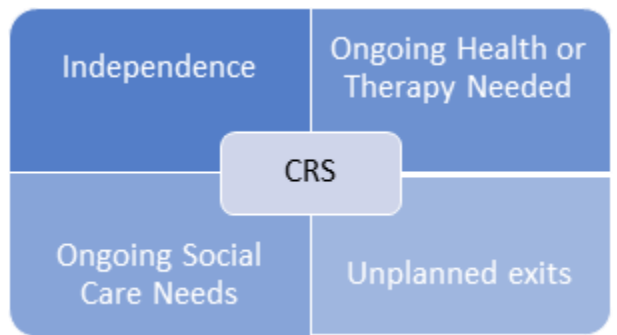 Independence
Ongoing Health or
Therapy Needed
CRS
Ongoing Social
Care Needs
Unplanned exits